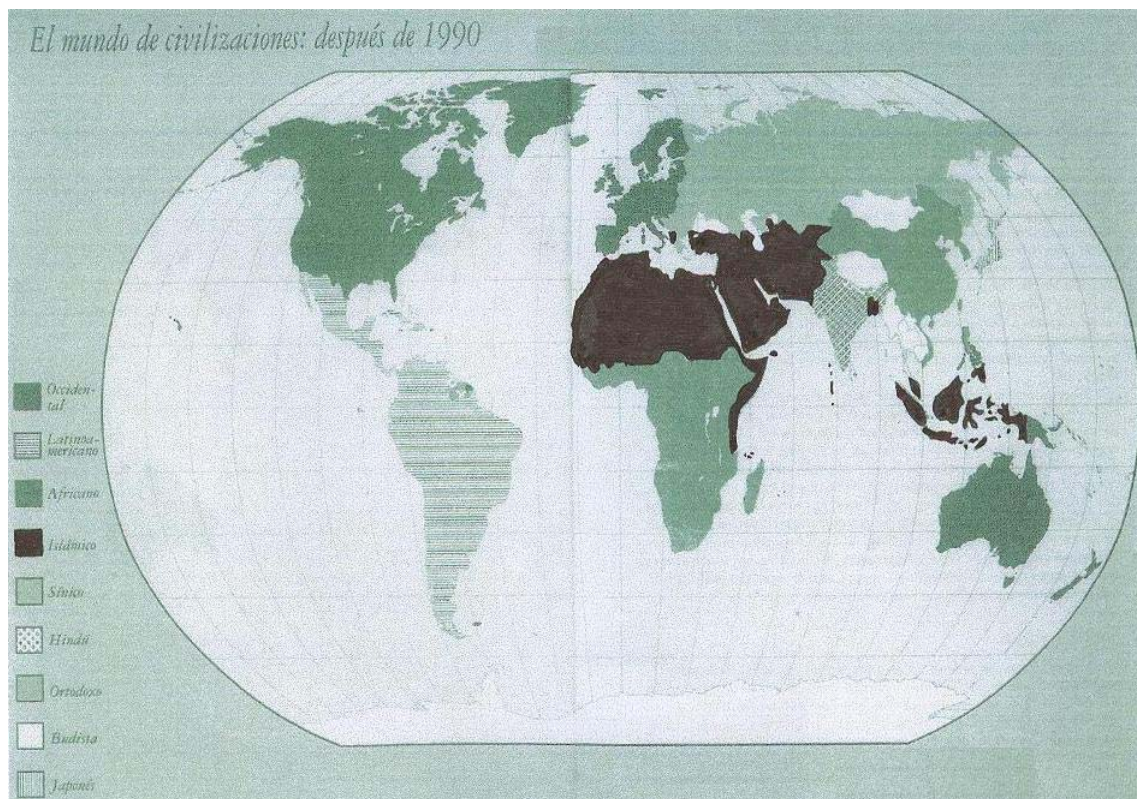 El mundo de civilizaciones: después de 1990
Occiden-
tal
Latinoa-
mericano
Africano
Islámico
Sínico
Hindú
Ortodoxo
Budista
Japonés